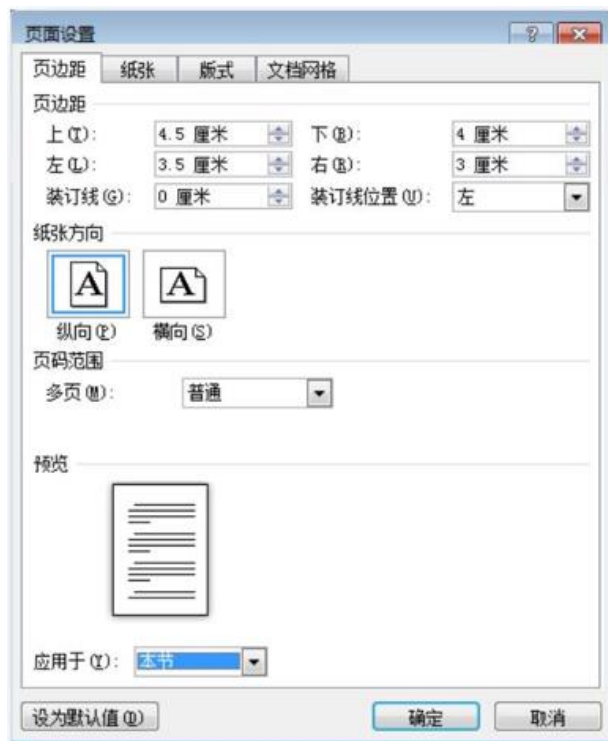 页面设置
页边距 纸张 版式 文档网格
页边距
上(T): 4.5 厘米 下(B): 4 厘米
左(L): 3.5 厘米 右(R): 3 厘米
装订线(G): 0 厘米 装订线位置(U): 左
纸张方向
A A
纵向(P) 横向(S)
页码范围
多页(M): 普通
预览
应用于(Y): 本节
设为默认值(D) 确定 取消